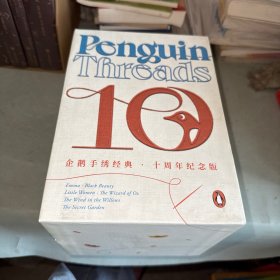 Penguin
Threads
10
企鹅手绣经典·十周年纪念版
Emma · Black Beauty
Little Women · The Wizard of Oz
The Wind in the Willows
The Secret Garden